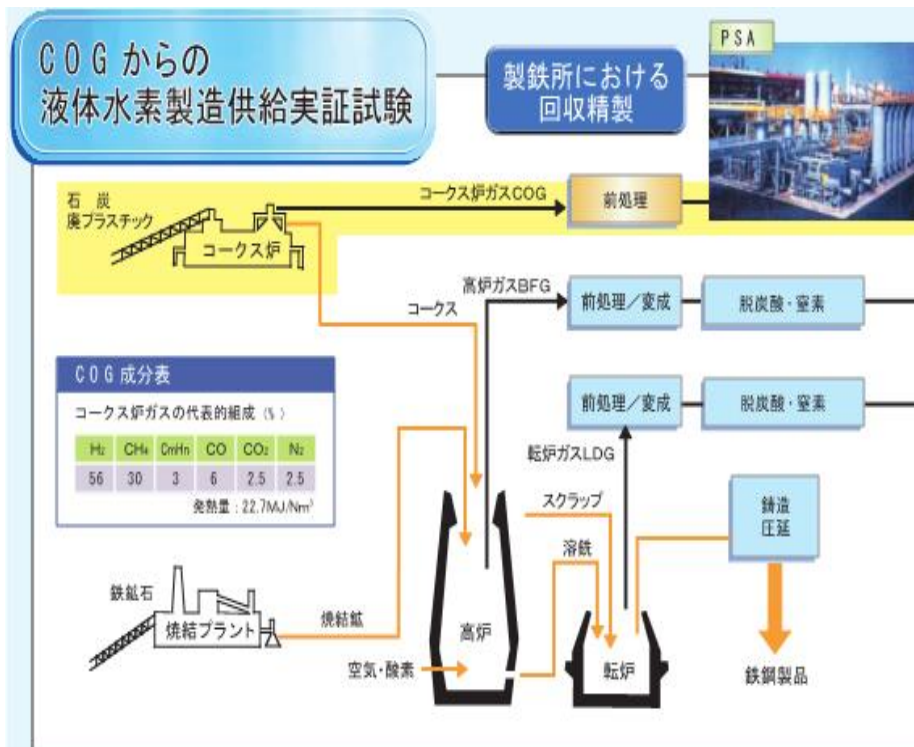 COGからの
液体水素製造供給実証試験
製鉄所における
回収精製
PSA
石炭
廃プラスチック
コークス炉
コークス炉ガスCOG
前処理
コークス
高炉ガスBFG
前処理／変成
脱炭酸・窒素
COG成分表
コークス炉ガスの代表的組成（%）
H₂ CH₄ CmHn CO CO₂ N₂
56 30 3 6 2.5 2.5
発熱量：22.7MJ/Nm³
前処理／変成
脱炭酸・窒素
転炉ガスLDG
スクラップ
溶銑
鋳造
圧延
鉄鉱石
焼結プラント
焼結鉱
高炉
空気・酸素
転炉
鉄鋼製品